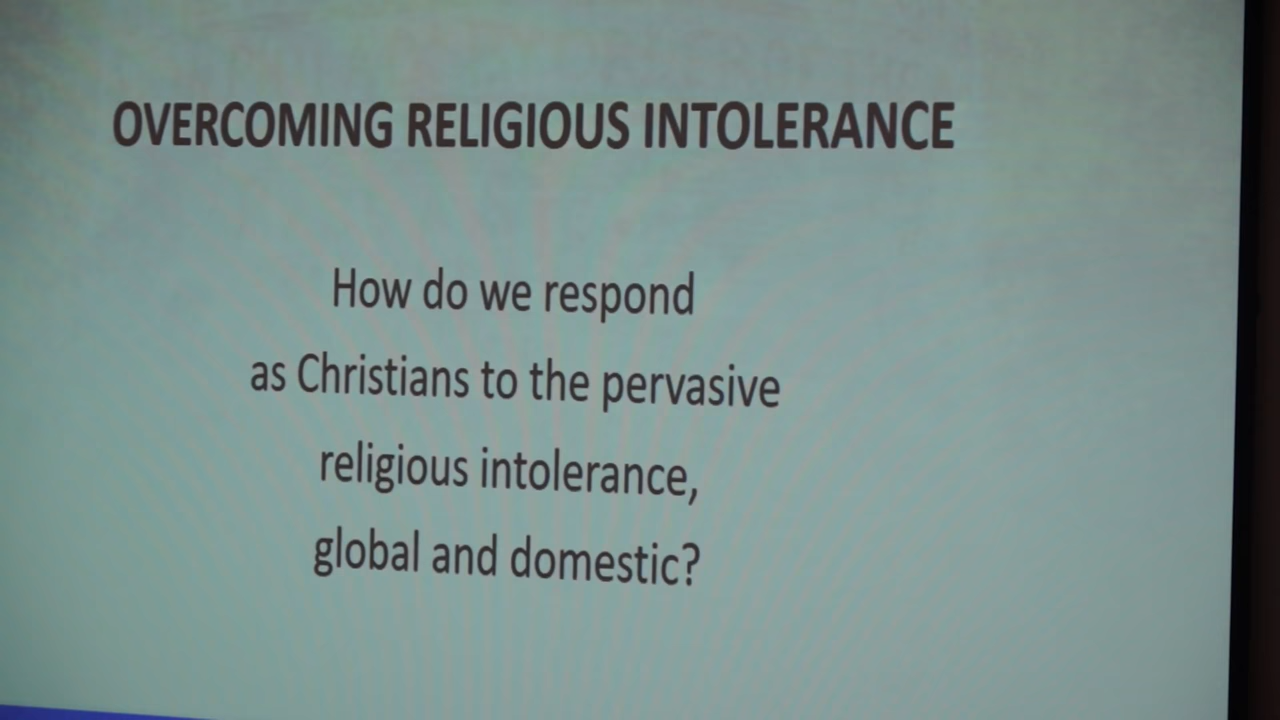 OVERCOMING RELIGIOUS INTOLERANCE
How do we respond
as Christians to the pervasive
religious intolerance,
global and domestic?